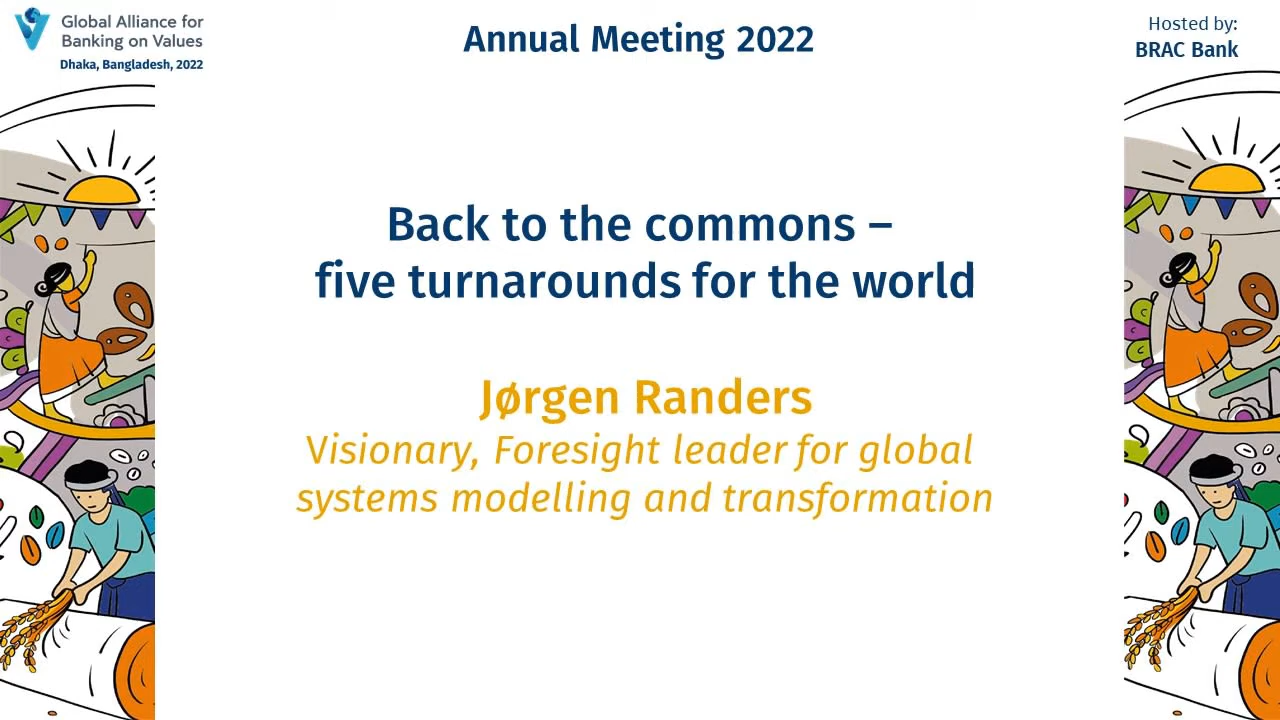 Global Alliance for
Banking on Values
Dhaka, Bangladesh, 2022
Annual Meeting 2022
Hosted by:
BRAC Bank
Back to the commons –
five turnarounds for the world
Jørgen Randers
Visionary, Foresight leader for global
systems modelling and transformation